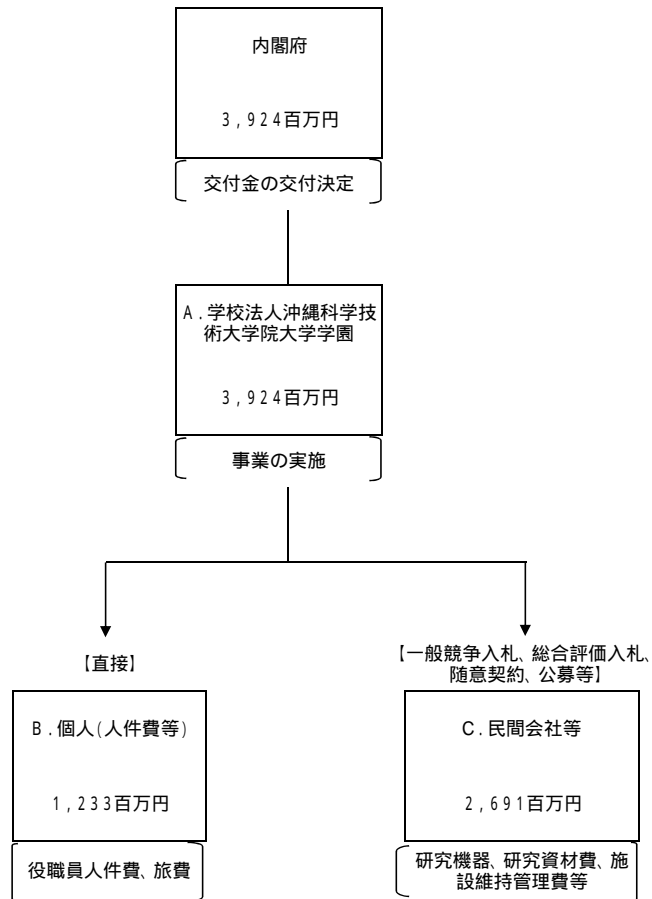 内閣府
3,924百万円
交付金の交付決定
A.学校法人沖縄科学技
術大学院大学学園
3,924百万円
事業の実施
【直接】
B.個人(人件費等)
1,233百万円
役職員人件費、旅費
【一般競争入札、総合評価入札、
随意契約、公募等】
C.民間会社等
2,691百万円
研究機器、研究資材費、施
設維持管理費等